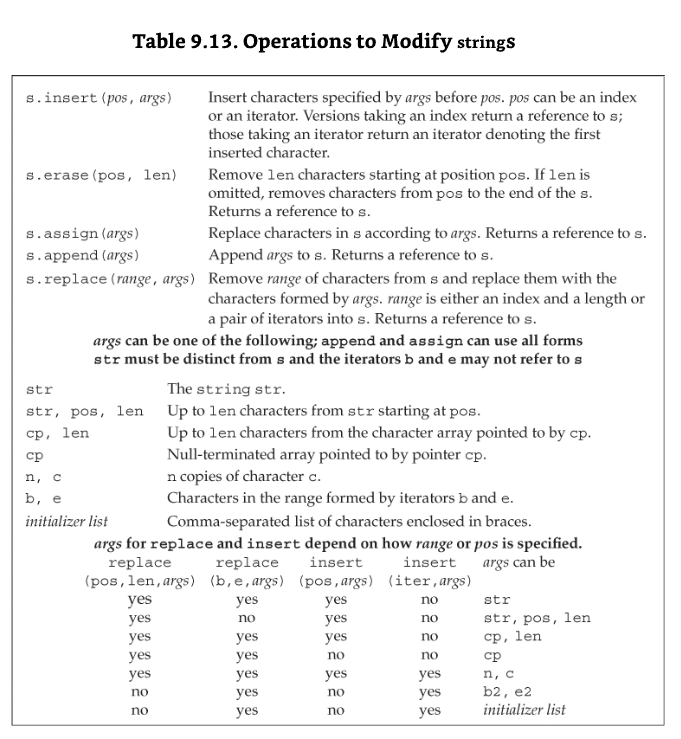 Table 9.13. Operations to Modify strings
s.insert(pos, args) Insert characters specified by args before pos. pos can be an index
or an iterator. Versions taking an index return a reference to s;
those taking an iterator return an iterator denoting the first
inserted character.
s.erase(pos, len) Remove len characters starting at position pos. If len is
omitted, removes characters from pos to the end of the s.
Returns a reference to s.
s.assign(args) Replace characters in s according to args. Returns a reference to s.
s.append(args) Append args to s. Returns a reference to s.
s.replace(range, args) Remove range of characters from s and replace them with the
characters formed by args. range is either an index and a length or
a pair of iterators into s. Returns a reference to s.
args can be one of the following; append and assign can use all forms
str must be distinct from s and the iterators b and e may not refer to s
str The string str.
str, pos, len Up to len characters from str starting at pos.
cp, len Up to len characters from the character array pointed to by cp.
cp Null-terminated array pointed to by pointer cp.
n, c n copies of character c.
b, e Characters in the range formed by iterators b and e.
initializer list Comma-separated list of characters enclosed in braces.
args for replace and insert depend on how range or pos is specified.
replace replace insert insert args can be
(pos,len,args) (b,e,args) (pos,args) (iter,args)
yes yes yes no str
yes no yes no str, pos, len
yes yes yes no cp, len
yes yes no no cp
yes yes yes yes n, c
no yes no yes b2, e2
no yes no yes initializer list